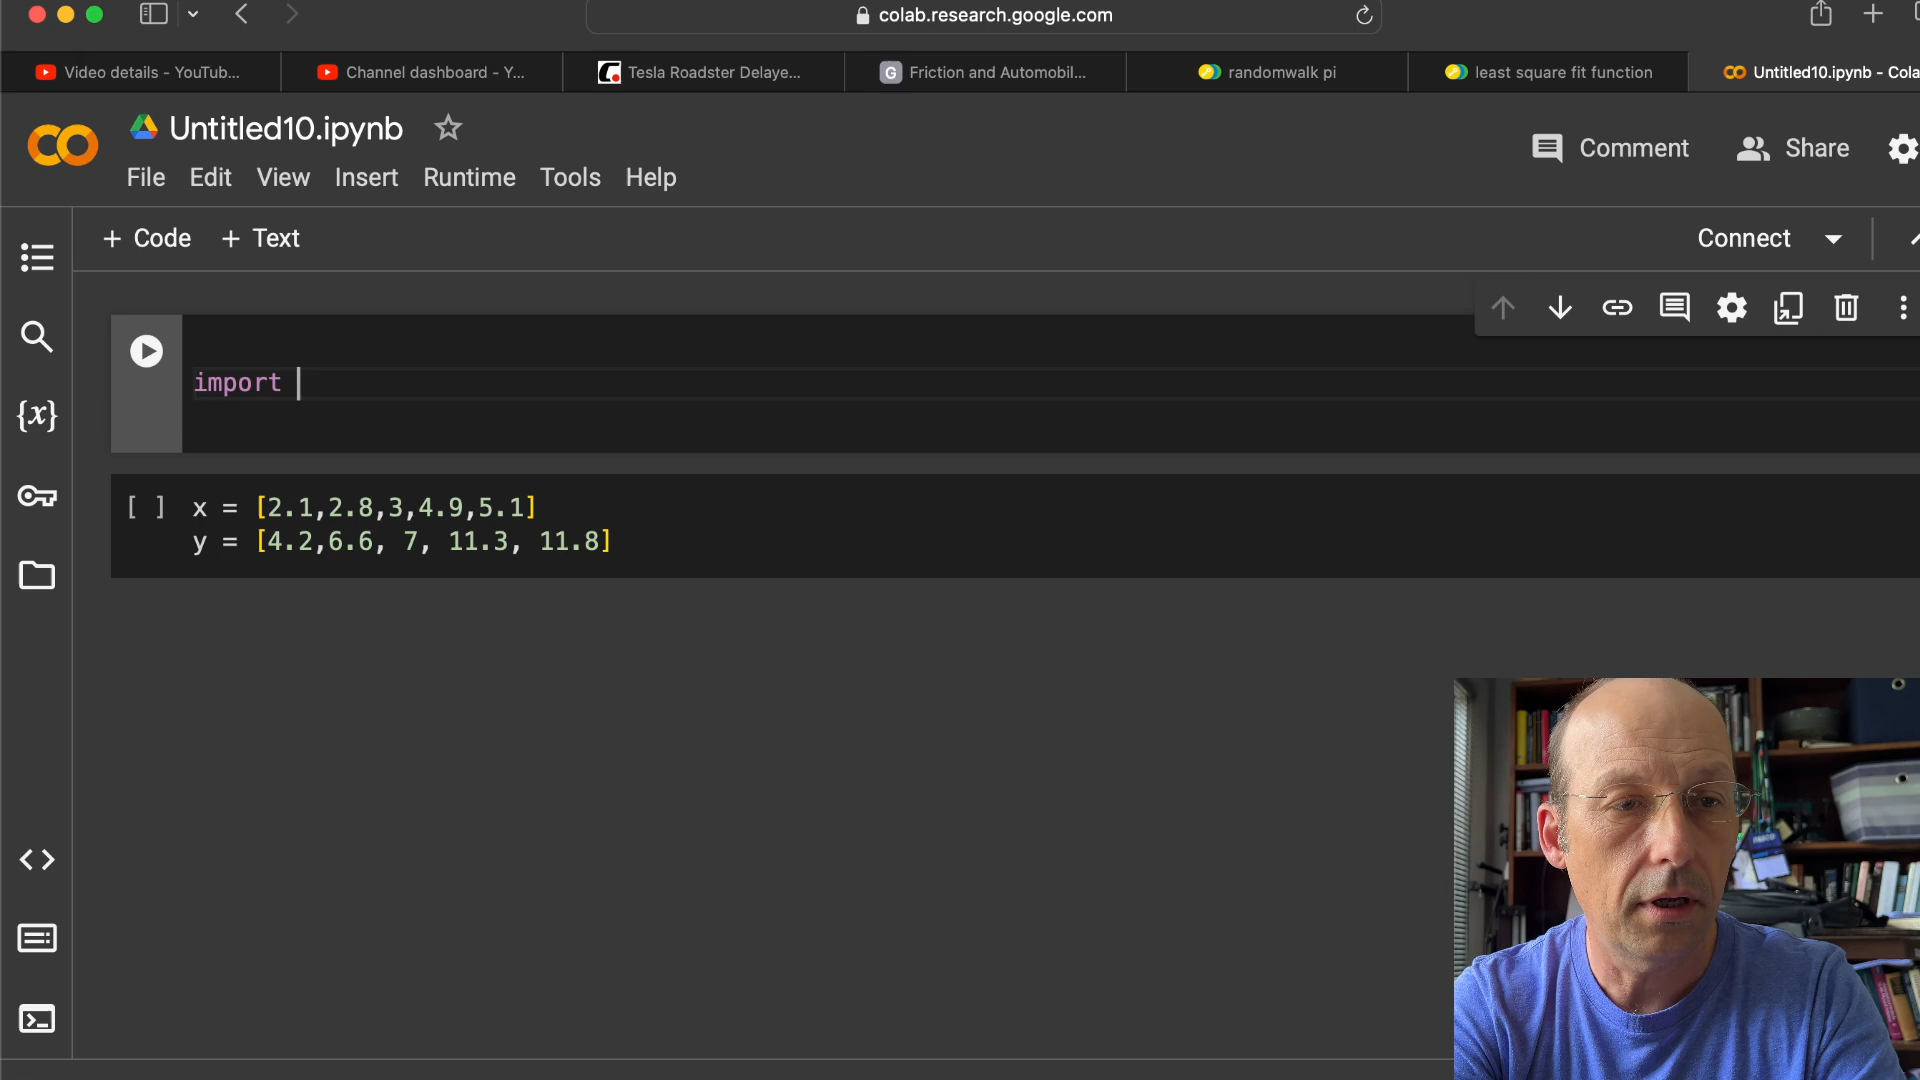 colab.research.google.com
Video details - YouTub...
Channel dashboard - Y...
Tesla Roadster Delaye...
G Friction and Automobil...
randomwalk pi
least square fit function
Untitled10.ipynb - Cola
Untitled10.ipynb
Comment
Share
File Edit View Insert Runtime Tools Help
+ Code + Text
Connect
{x}
import
[ ] x = [2.1,2.8,3,4.9,5.1]
y = [4.2,6.6, 7, 11.3, 11.8]